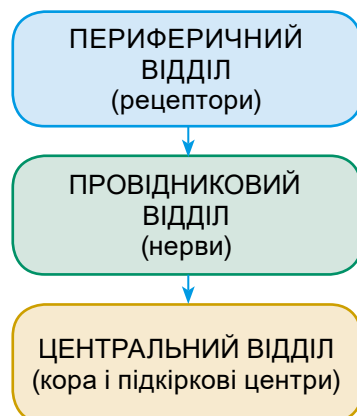 ПЕРИФЕРИЧНИЙ
ВІДДІЛ
(рецептори)
ПРОВІДНИКОВИЙ
ВІДДІЛ
(нерви)
ЦЕНТРАЛЬНИЙ ВІДДІЛ
(кора і підкіркові центри)